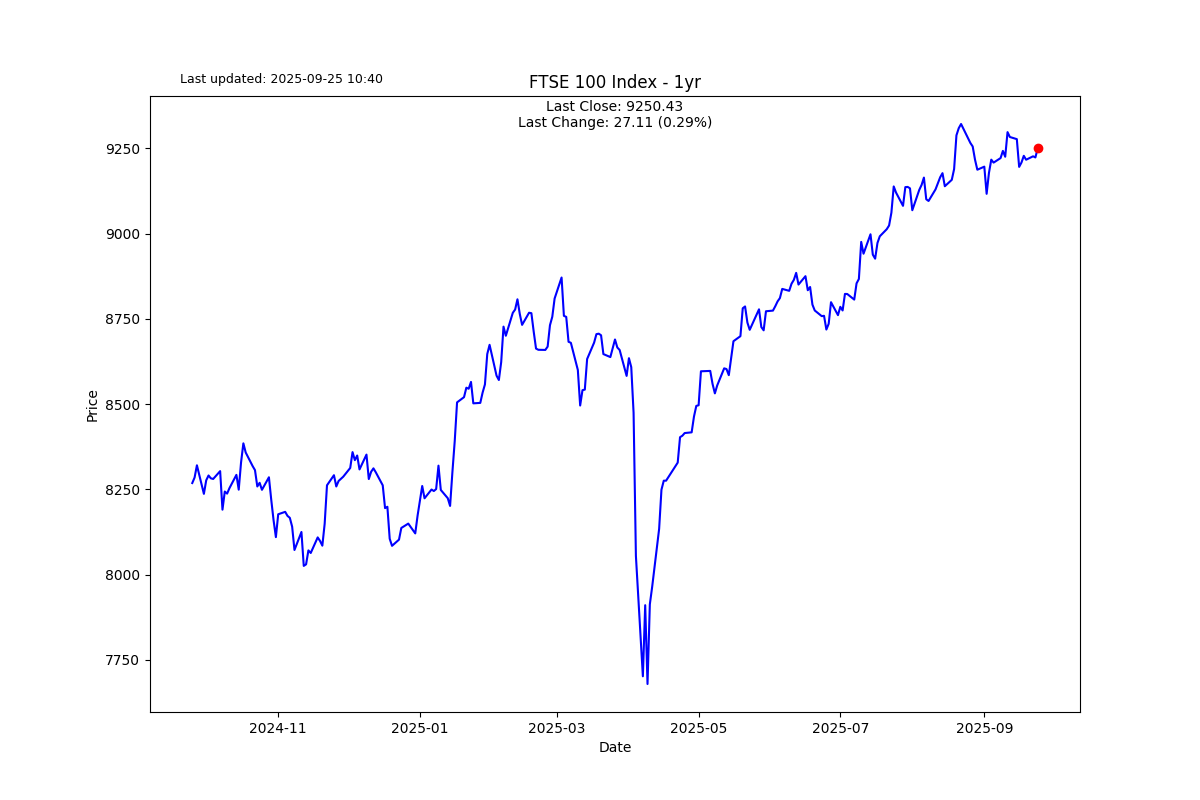 Last updated: 2025-09-25 10:40
FTSE 100 Index - 1yr
Last Close: 9250.43
Last Change: 27.11 (0.29%)
9250
9000
8750
8500
8250
8000
7750
Price
2024-11
2025-01
2025-03
2025-05
2025-07
2025-09
Date